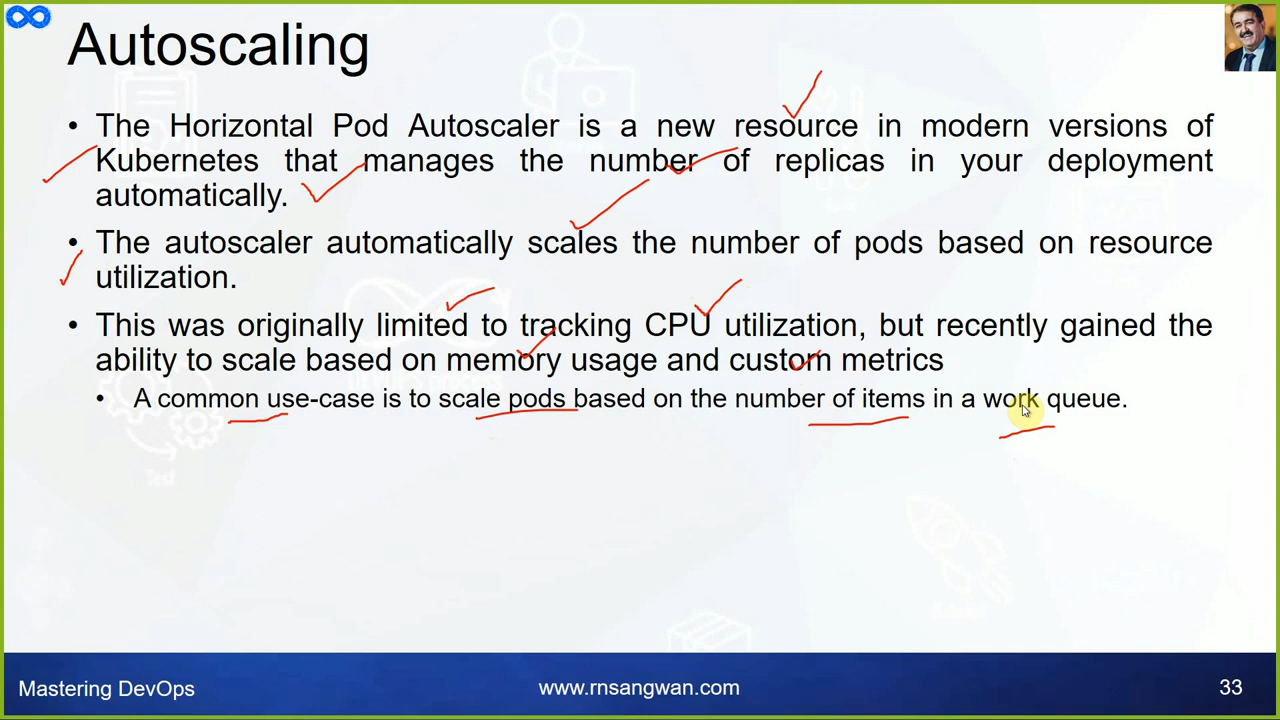 Autoscaling
• The Horizontal Pod Autoscaler is a new resource in modern versions of
Kubernetes that manages the number of replicas in your deployment
automatically.
• The autoscaler automatically scales the number of pods based on resource
utilization.
• This was originally limited to tracking CPU utilization, but recently gained the
ability to scale based on memory usage and custom metrics
• A common use-case is to scale pods based on the number of items in a work queue.
Test
Mastering DevOps
www.rnsangwan.com
33